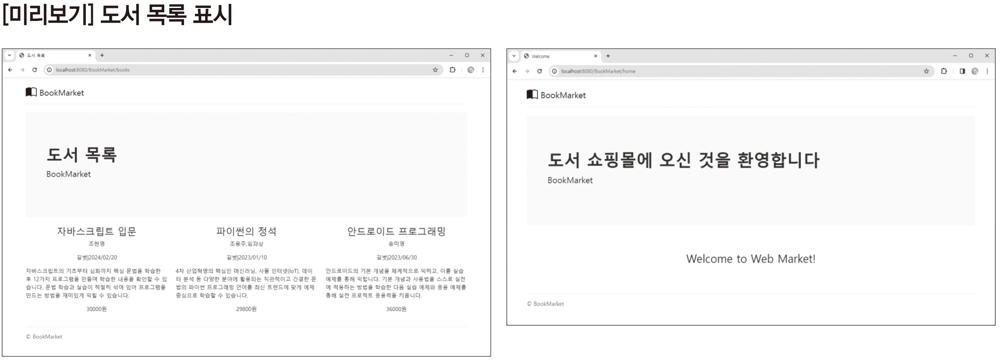 [미리보기] 도서 목록 표시
도서 목록
localhost:8080/BookMarket/books
BookMarket
도서 목록
BookMarket
자바스크립트 입문
조현영
길벗|2024/02/20
자바스크립트의 기초부터 심화까지 핵심 문법을 학습한
후 12가지 프로그램을 만들며 학습한 내용을 확인할 수 있
습니다. 문법 학습과 실습이 적절히 섞여 있어 프로그램을
만드는 방법을 재미있게 익힐 수 있습니다.
30000원
파이썬의 정석
조용주,임좌상
길벗|2023/01/10
4차 산업혁명의 핵심인 머신러닝, 사물 인터넷(IoT), 데이
터 분석 등 다양한 분야에 활용되는 직관적이고 간결한 문
법의 파이썬 프로그래밍 언어를 최신 트렌드에 맞게 예제
중심으로 학습할 수 있습니다.
29800원
안드로이드 프로그래밍
송미영
길벗|2023/06/30
안드로이드의 기본 개념을 체계적으로 익히고, 이를 실습
예제를 통해 익힙니다. 기본 개념과 사용법을 스스로 실전
에 적용하는 방법을 학습한 다음 실습 예제와 응용 예제를
통해 실전 프로젝트 응용력을 키웁니다.
36000원
© BookMarket
Welcome
localhost:8080/BookMarket/home
BookMarket
도서 쇼핑몰에 오신 것을 환영합니다
BookMarket
Welcome to Web Market!
© BookMarket